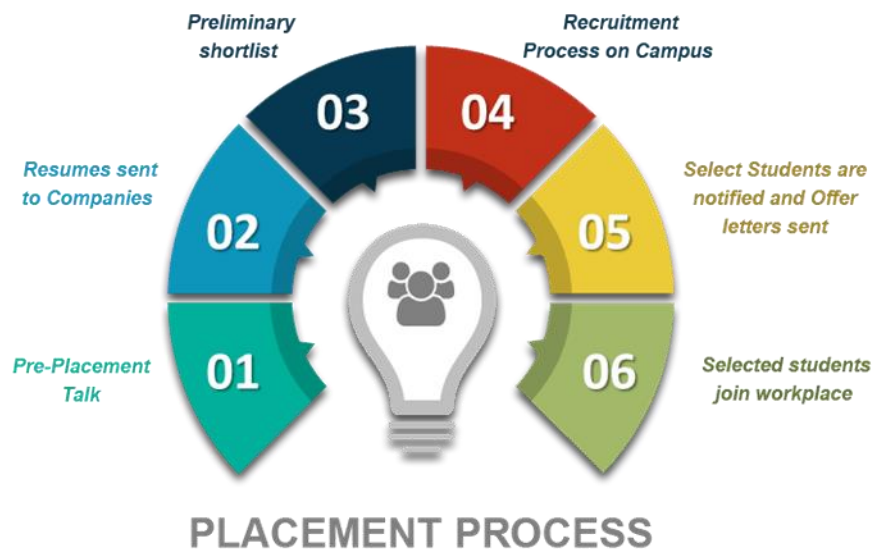 01
Pre-Placement
Talk
02
Resumes sent
to Companies
03
Preliminary
shortlist
04
Recruitment
Process on Campus
05
Select Students are
notified and Offer
letters sent
06
Selected students
join workplace
PLACEMENT PROCESS